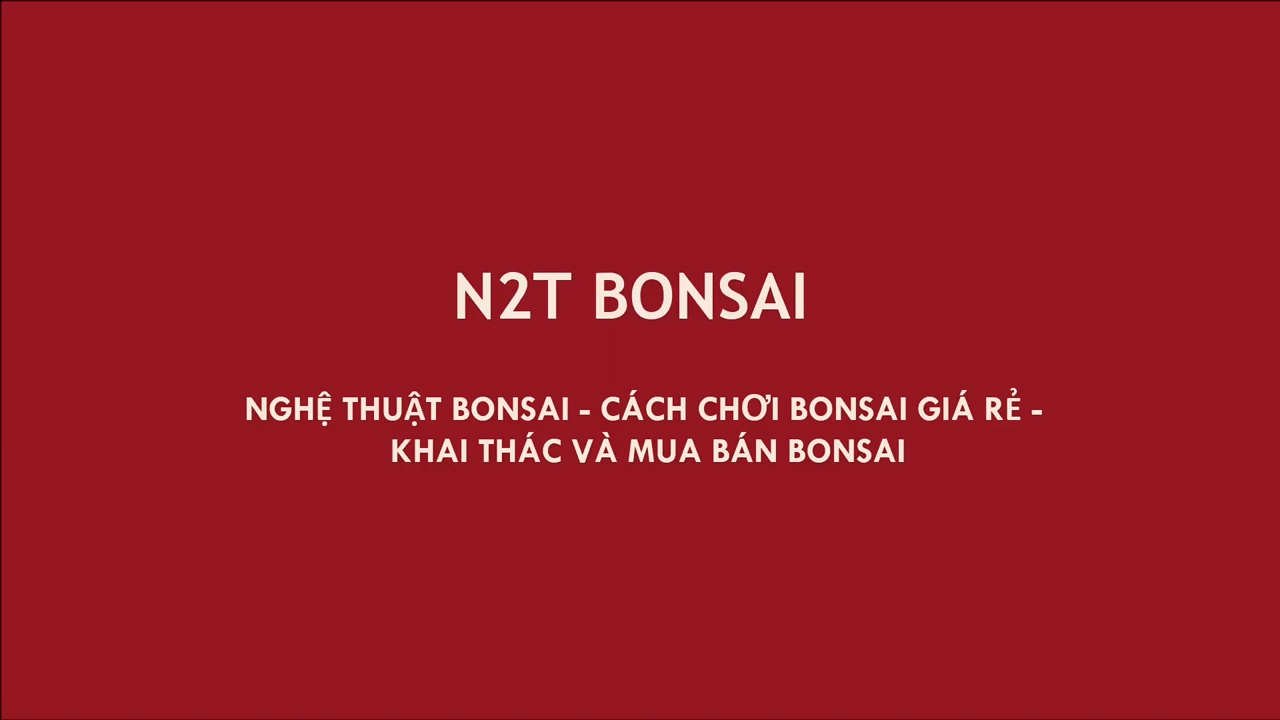 N2T BONSAI
NGHỆ THUẬT BONSAI - CÁCH CHƠI BONSAI GIÁ RẺ -
KHAI THÁC VÀ MUA BÁN BONSAI